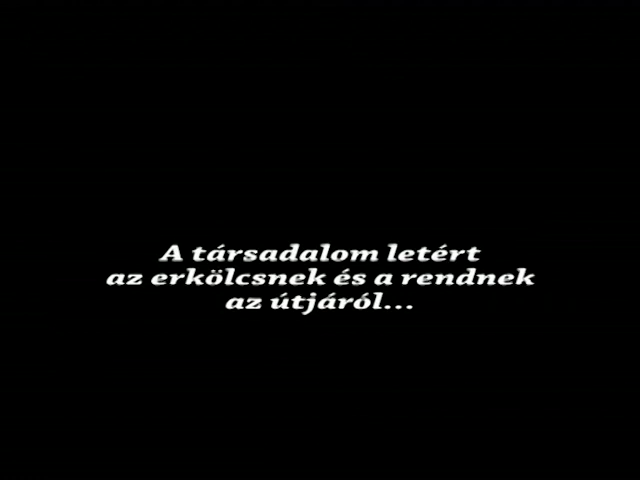 A társadalom letért
az erkölcsnek és a rendnek
az útjáról...